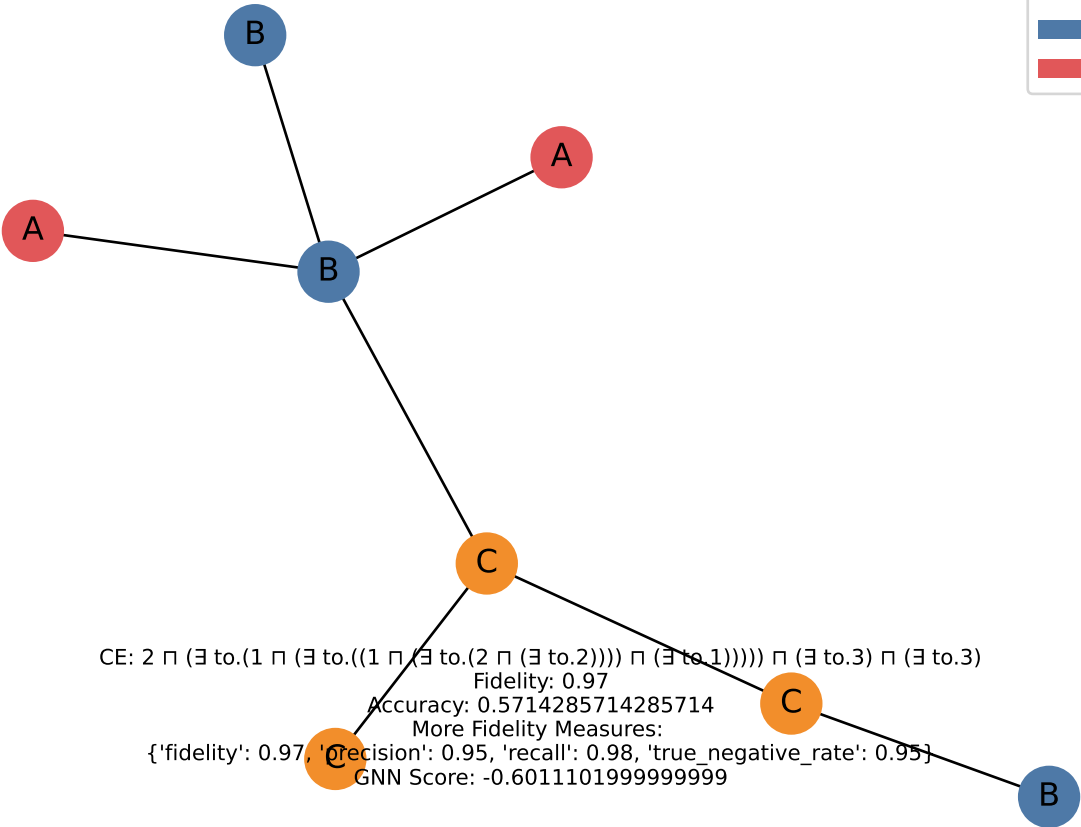 B
A
A
B
C
CE: 2 ⊓ (∃ to.(1 ⊓ (∃ to.((1 ⊓ (∃ to.(2 ⊓ (∃ to.2)))) ⊓ (∃ to.1))))) ⊓ (∃ to.3) ⊓ (∃ to.3)
Fidelity: 0.97
C
Accuracy: 0.5714285714285714
More Fidelity Measures:
{'fidelity': 0.97, 'precision': 0.95, 'recall': 0.98, 'true_negative_rate': 0.95}
C
GNN Score: -0.6011101999999999
B